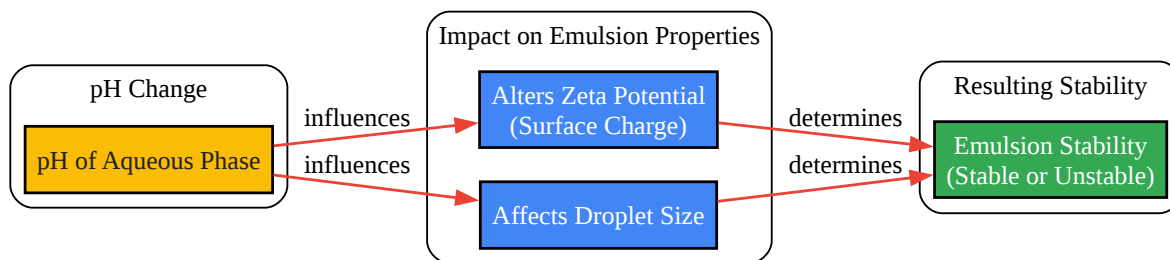 pH Change
pH of Aqueous Phase
influences
influences
Impact on Emulsion Properties
Alters Zeta Potential
(Surface Charge)
Affects Droplet Size
determines
determines
Resulting Stability
Emulsion Stability
(Stable or Unstable)